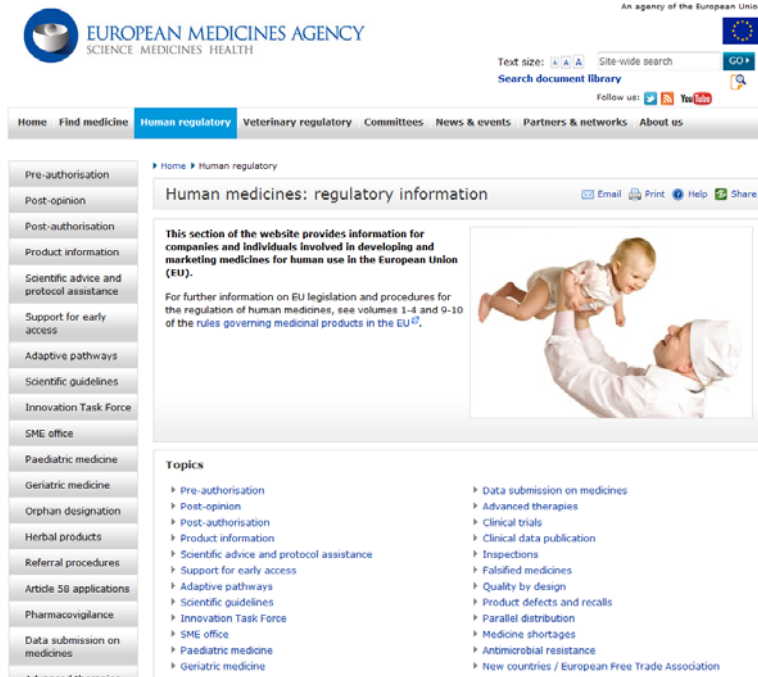 An agency of the European Unio
EUROPEAN MEDICINES AGENCY
SCIENCE MEDICINES HEALTH
Text size: A A A Site-wide search GO
Search document library
Follow us: You Tube
Home Find medicine Human regulatory Veterinary regulatory Committees News & events Partners & networks About us
Home Human regulatory
Human medicines: regulatory information Email Print Help Share
Pre-authorisation
Post-opinion
Post-authorisation
Product information
Scientific advice and
protocol assistance
Support for early
access
Adaptive pathways
Scientific guidelines
Innovation Task Force
SME office
Paediatric medicine
Geriatric medicine
Orphan designation
Herbal products
Referral procedures
Article 58 applications
Pharmacovigilance
Data submission on
medicines
Advanced therapies
This section of the website provides information for
companies and individuals involved in developing and
marketing medicines for human use in the European Union
(EU).
For further information on EU legislation and procedures for
the regulation of human medicines, see volumes 1-4 and 9-10
of the rules governing medicinal products in the EU.
Topics
Pre-authorisation
Post-opinion
Post-authorisation
Product information
Scientific advice and protocol assistance
Support for early access
Adaptive pathways
Scientific guidelines
Innovation Task Force
SME office
Paediatric medicine
Geriatric medicine
Data submission on medicines
Advanced therapies
Clinical trials
Clinical data publication
Inspections
Falsified medicines
Quality by design
Product defects and recalls
Parallel distribution
Medicine shortages
Antimicrobial resistance
New countries / European Free Trade Association